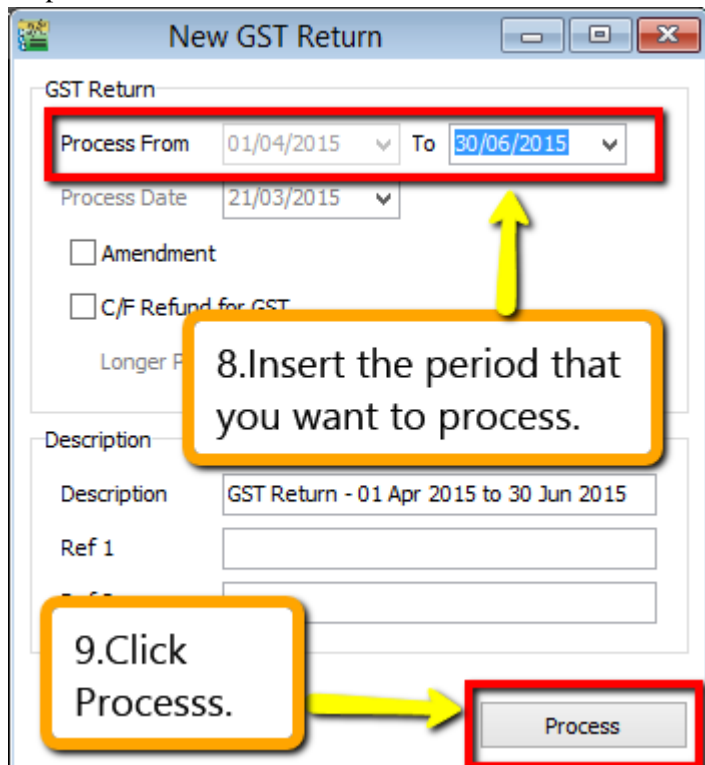 New GST Return
GST Return
Process From 01/04/2015 To 30/06/2015
Process Date 21/03/2015
Amendment
C/F Refund for GST
Longer P
8.Insert the period that
you want to process.
Description
Description GST Return - 01 Apr 2015 to 30 Jun 2015
Ref 1
9.Click
Processs.
Process